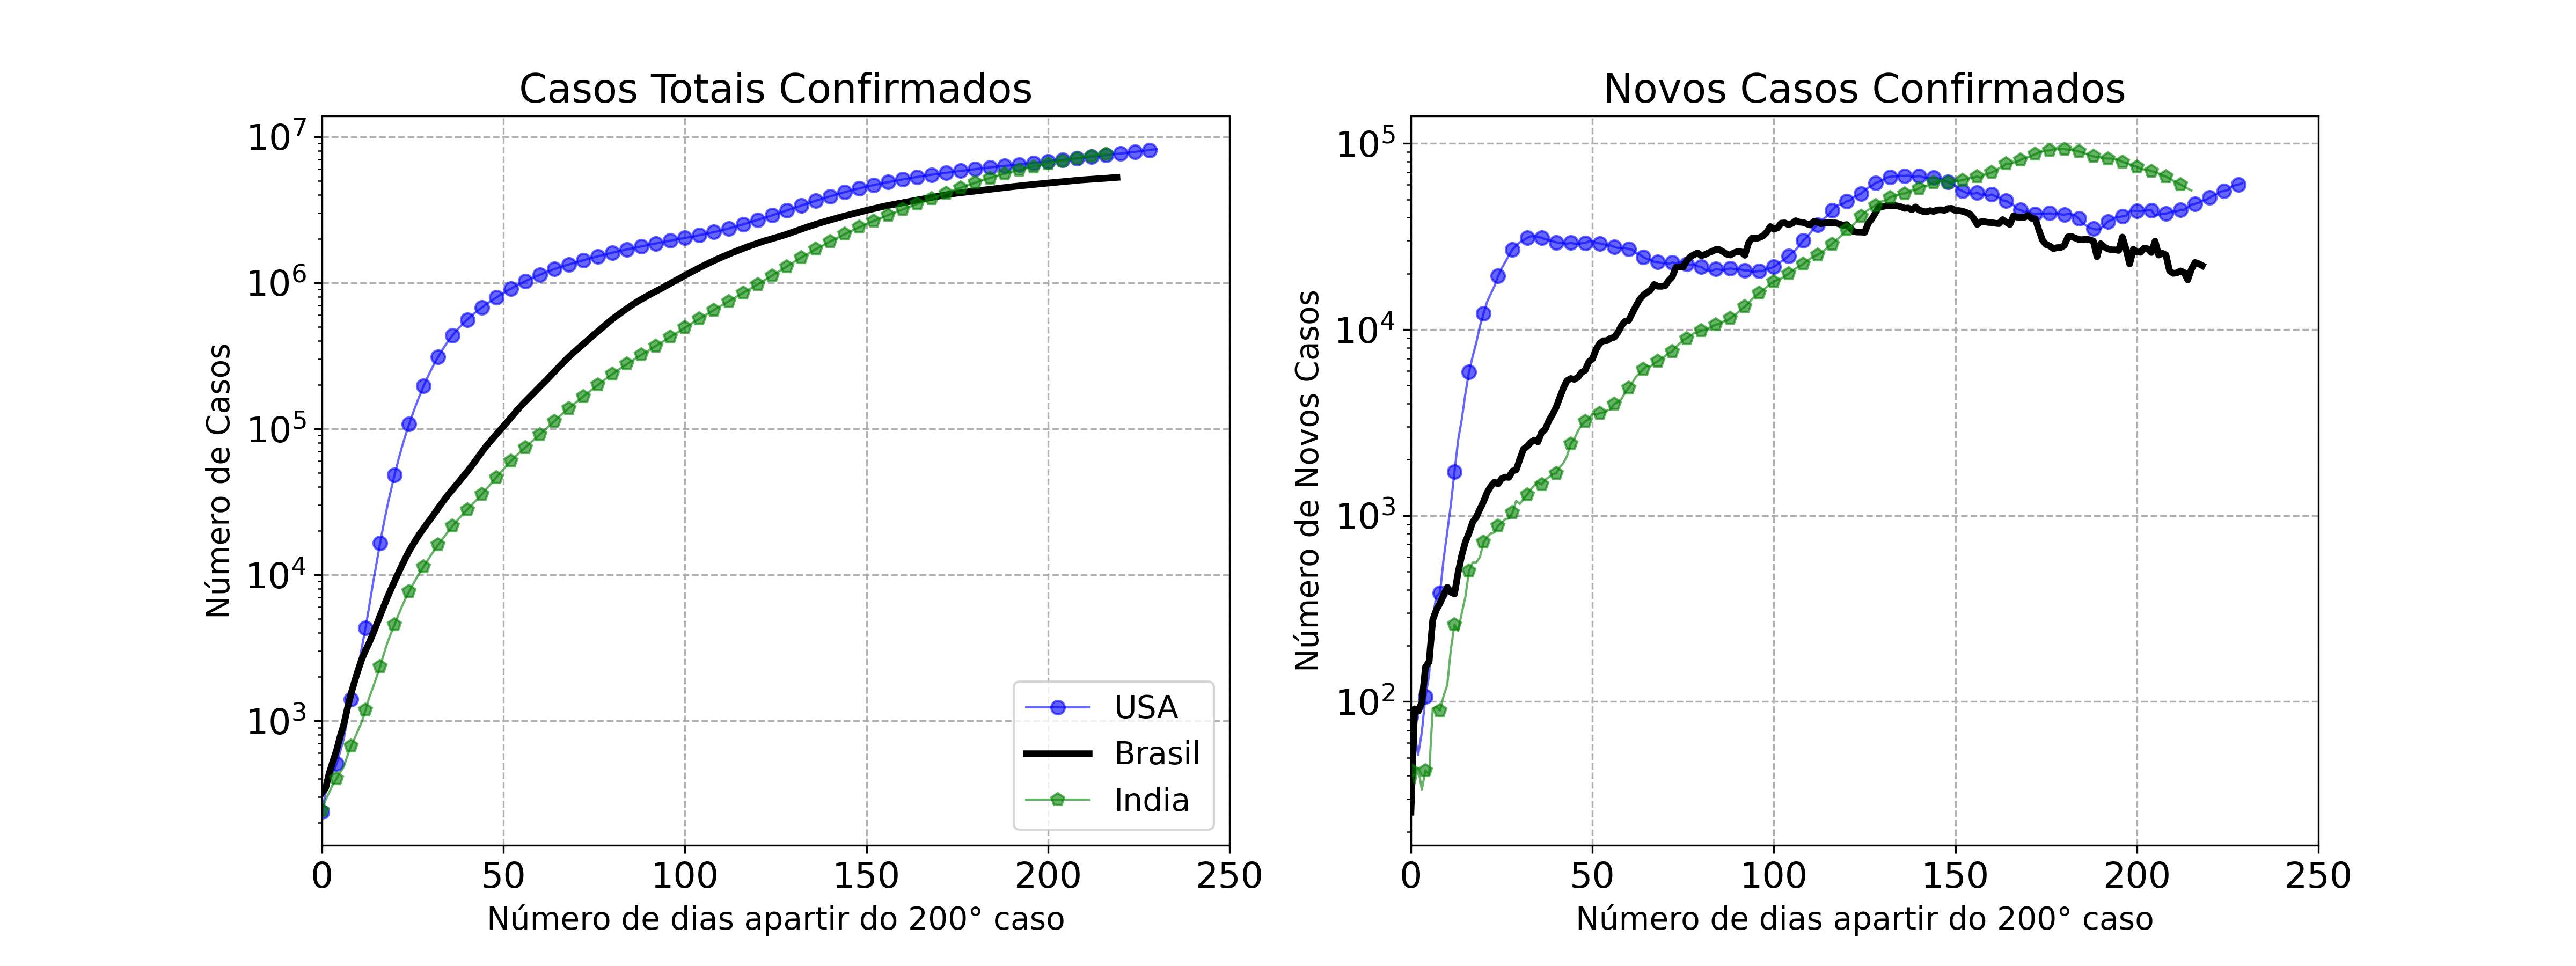 Casos Totais Confirmados
10^7
10^6
10^5
10^4
10^3
Número de Casos
0 50 100 150 200 250
Número de dias apartir do 200° caso
USA
Brasil
India
Novos Casos Confirmados
10^5
10^4
10^3
10^2
Número de Novos Casos
0 50 100 150 200 250
Número de dias apartir do 200° caso